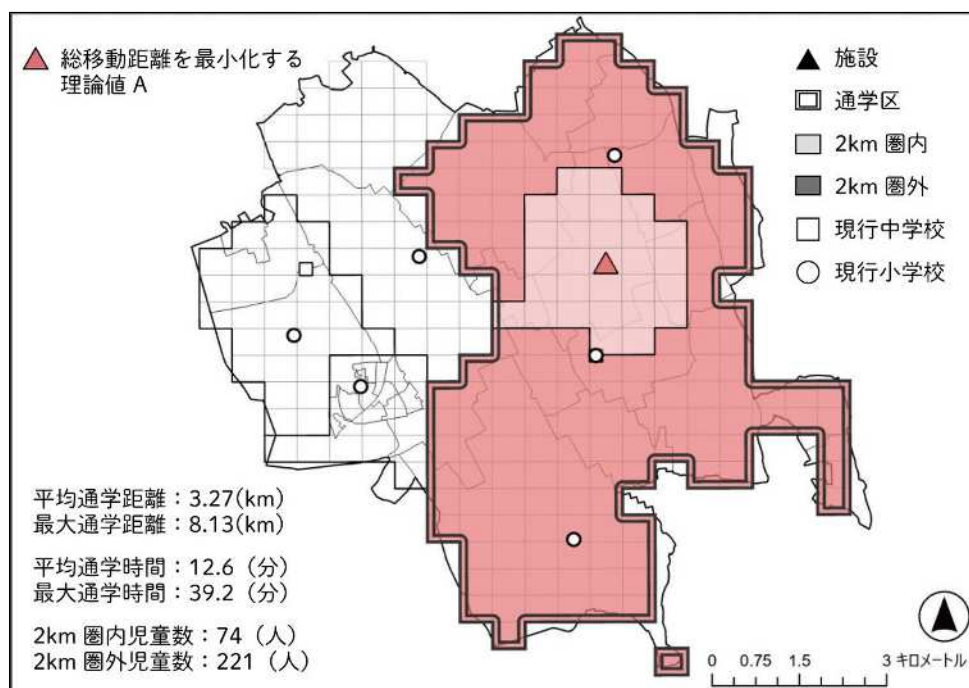 総移動距離を最小化する
理論値 A
施設
通学区
2km 圏内
2km 圏外
現行中学校
現行小学校
平均通学距離：3.27(km)
最大通学距離：8.13(km)
平均通学時間：12.6（分）
最大通学時間：39.2（分）
2km 圏内児童数：74（人）
2km 圏外児童数：221（人）
0 0.75 1.5 3 キロメートル